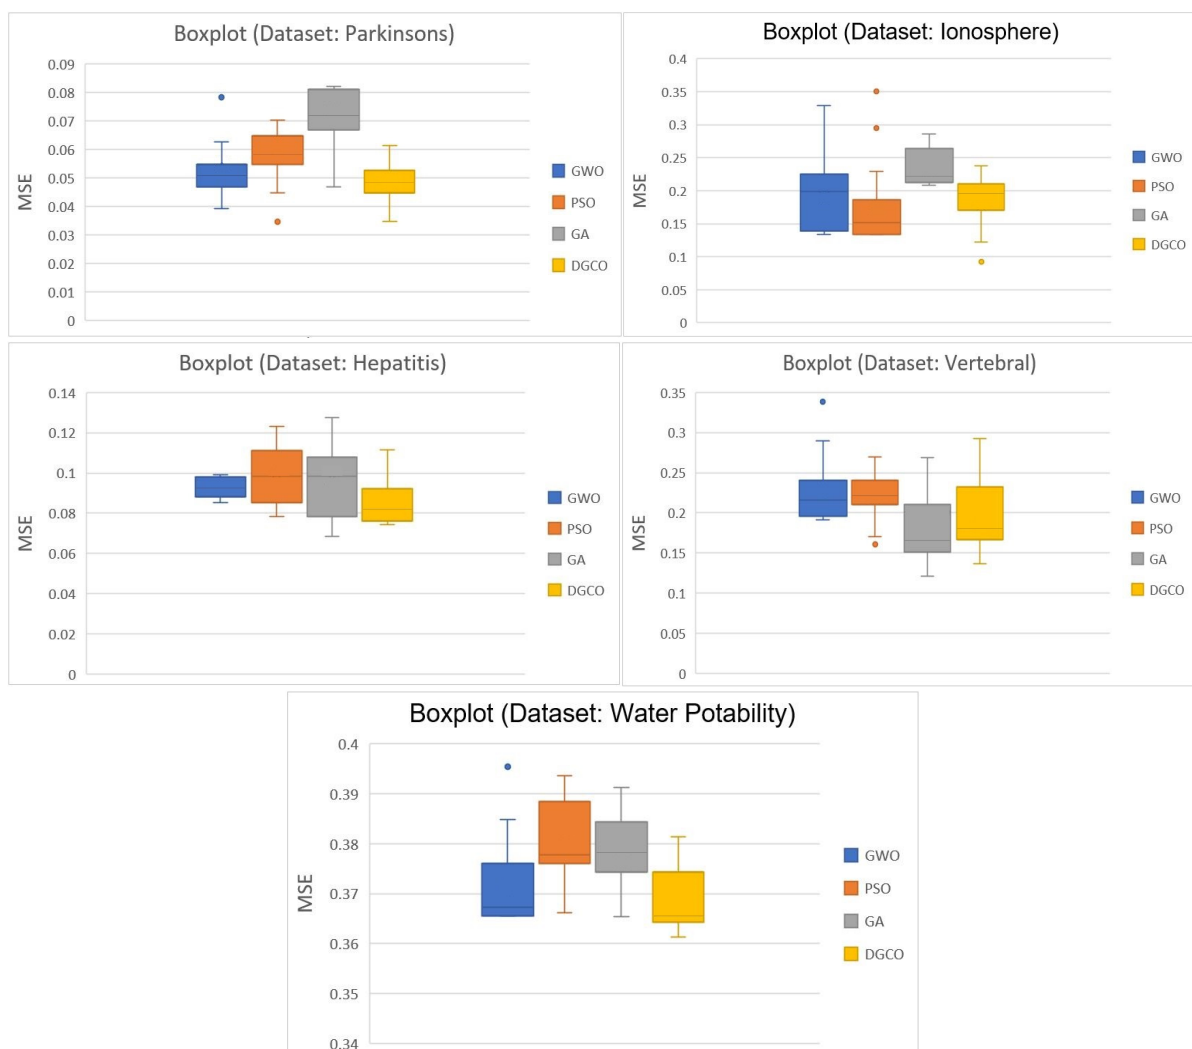 Boxplot (Dataset: Parkinsons)
0.09
0.08
0.07
0.06
0.05
0.04
0.03
0.02
0.01
0
MSE
GWO
PSO
GA
DGCO
Boxplot (Dataset: Ionosphere)
0.4
0.35
0.3
0.25
0.2
0.15
0.1
0.05
0
MSE
GWO
PSO
GA
DGCO
Boxplot (Dataset: Hepatitis)
0.14
0.12
0.1
0.08
0.06
0.04
0.02
0
MSE
GWO
PSO
GA
DGCO
Boxplot (Dataset: Vertebral)
0.35
0.3
0.25
0.2
0.15
0.1
0.05
0
MSE
GWO
PSO
GA
DGCO
Boxplot (Dataset: Water Potability)
0.4
0.39
0.38
0.37
0.36
0.35
0.34
MSE
GWO
PSO
GA
DGCO